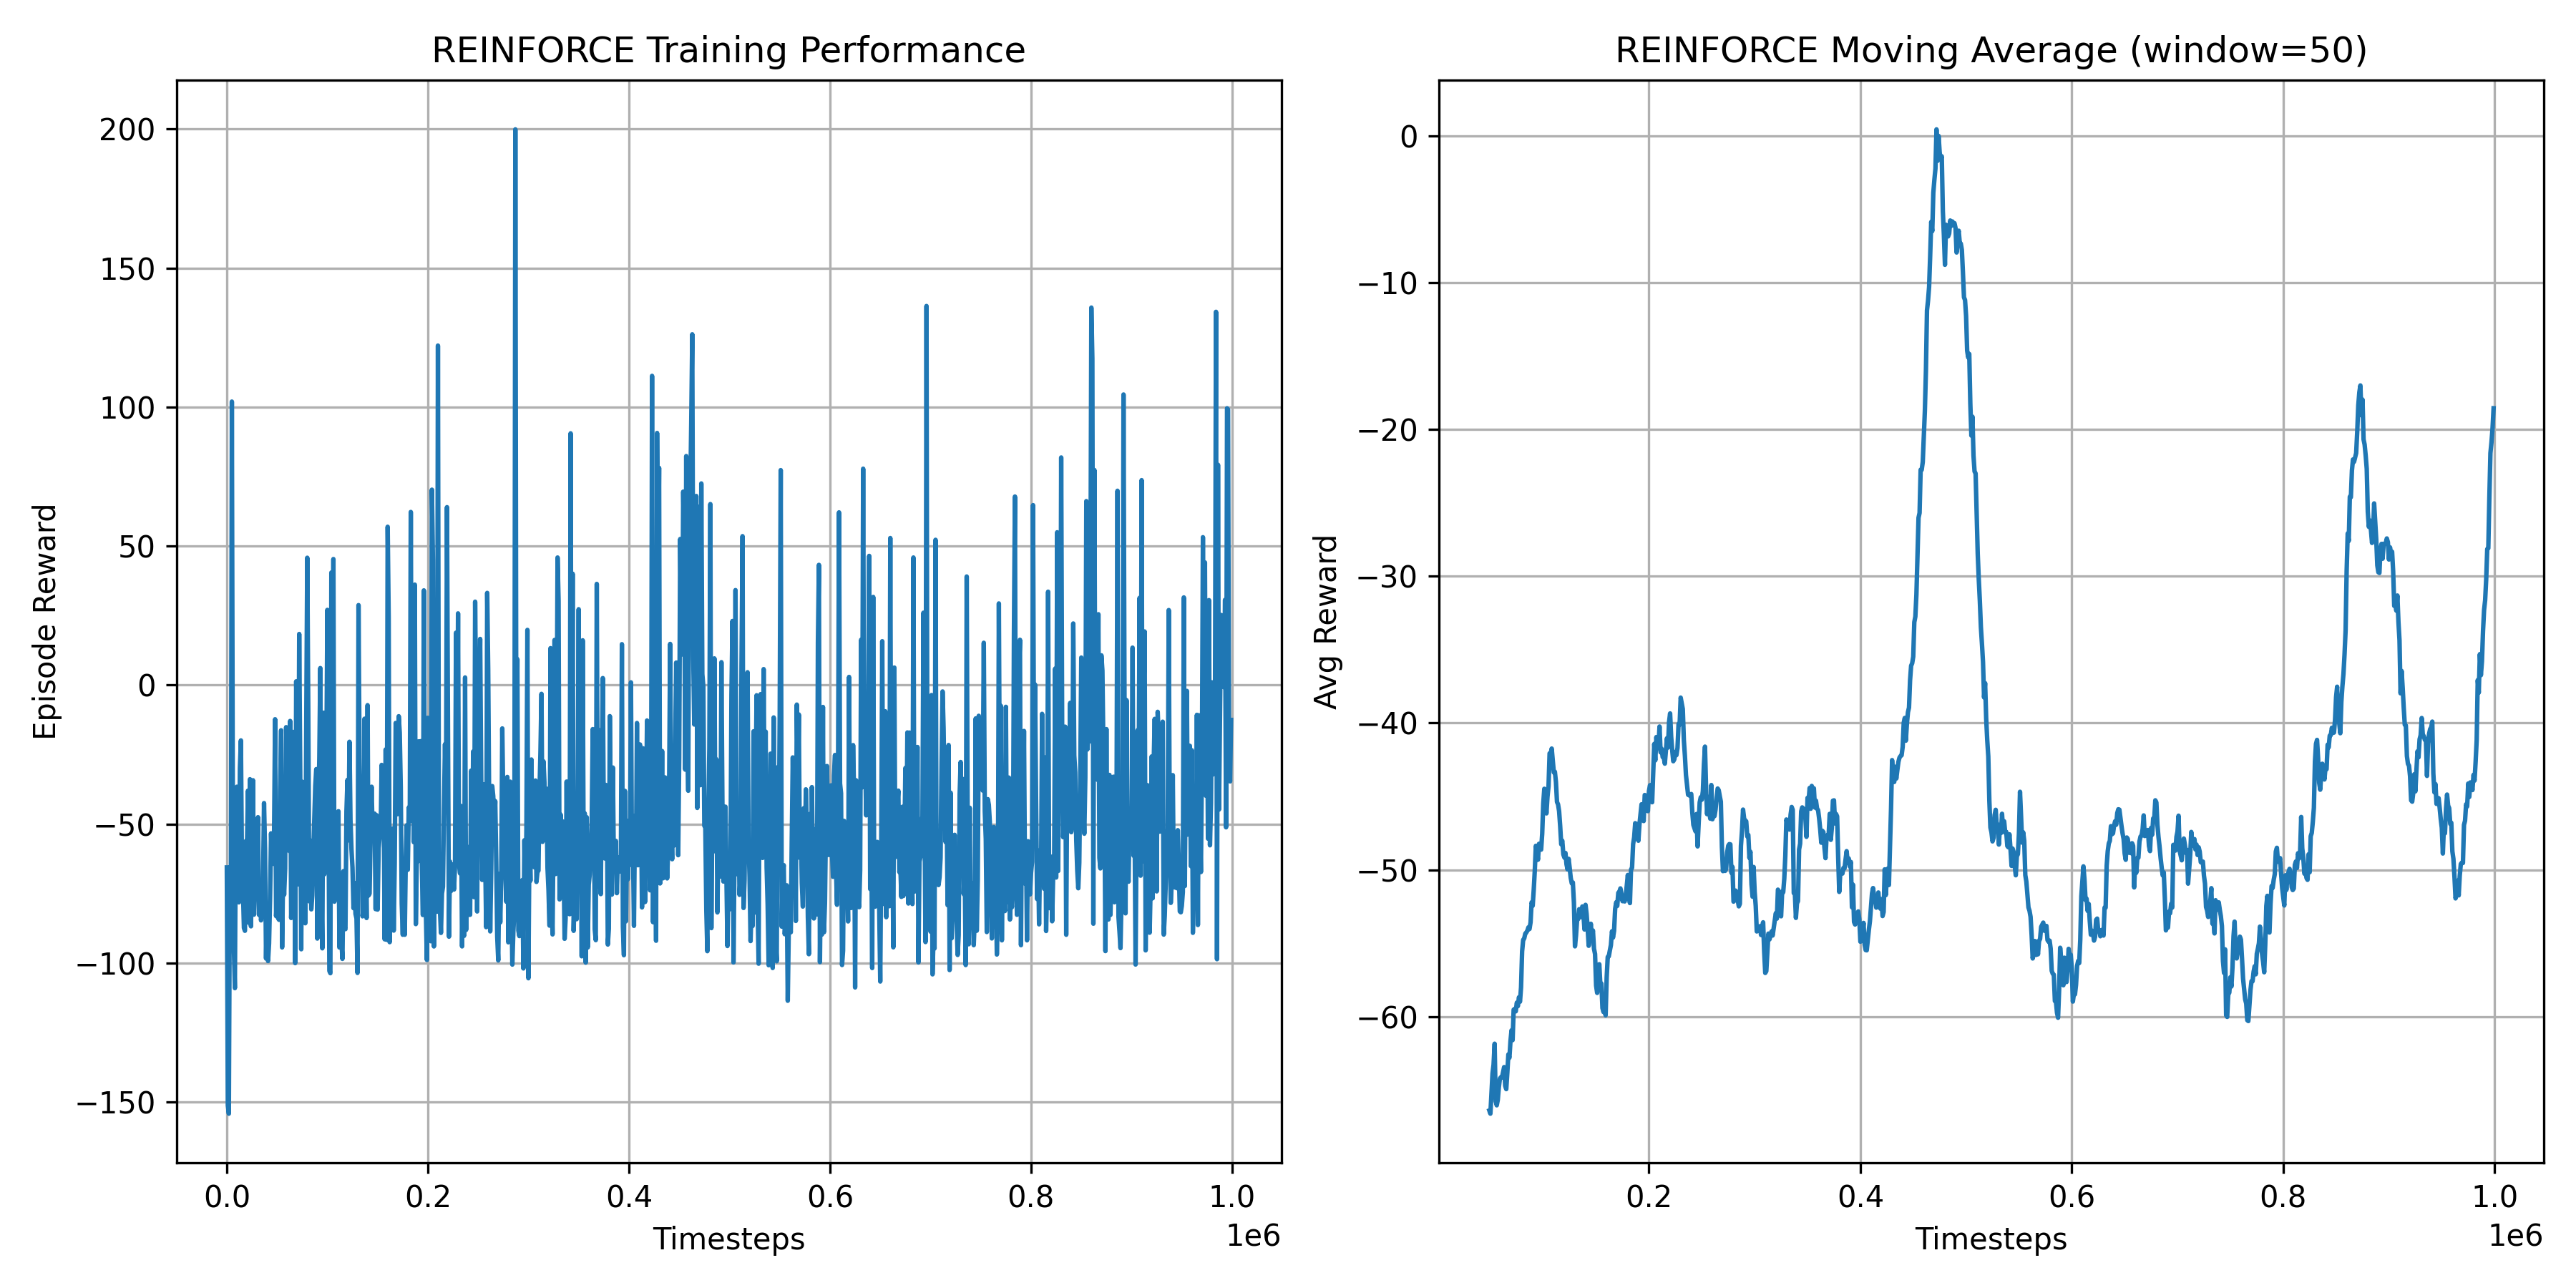 REINFORCE Training Performance
200
150
100
50
0
−50
−100
−150
Episode Reward
0.0 0.2 0.4 0.6 0.8 1.0
1e6
Timesteps
REINFORCE Moving Average (window=50)
0
−10
−20
−30
−40
−50
−60
Avg Reward
0.2 0.4 0.6 0.8 1.0
1e6
Timesteps